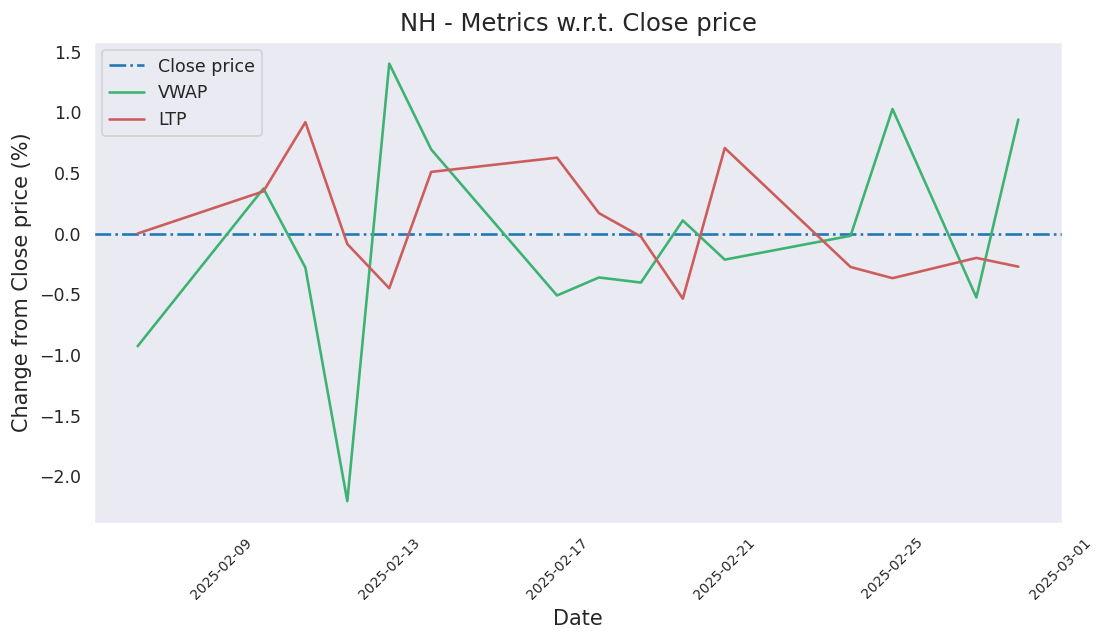 NH - Metrics w.r.t. Close price
Close price
VWAP
LTP
Change from Close price (%)
1.5
1.0
0.5
0.0
−0.5
−1.0
−1.5
−2.0
2025-02-09
2025-02-13
2025-02-17
2025-02-21
2025-02-25
2025-03-01
Date